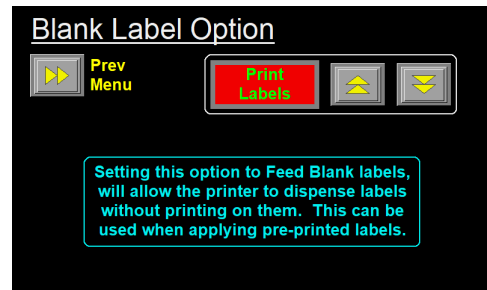 Blank Label Option
Prev
Menu
Print
Labels
Setting this option to Feed Blank labels,
will allow the printer to dispense labels
without printing on them.  This can be
used when applying pre-printed labels.